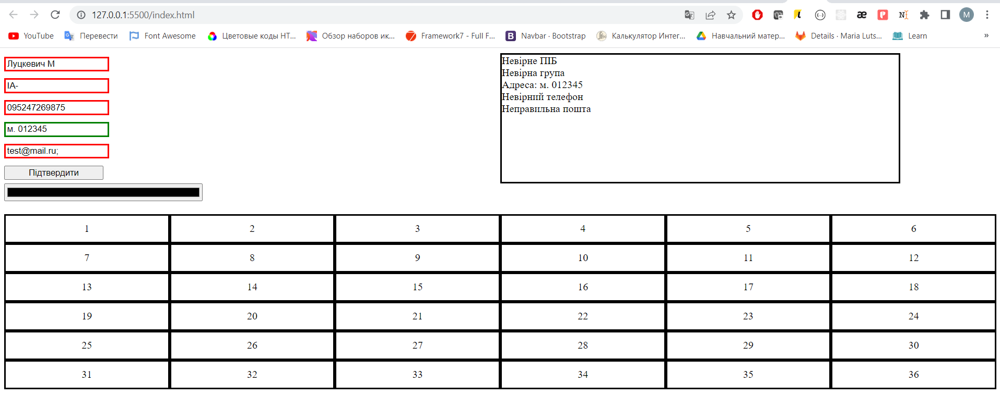 127.0.0.1:5500/index.html
M
YouTube
Перевести
Font Awesome
Цветовые коды HT...
Обзор наборов ик...
Framework7 - Full F...
Navbar · Bootstrap
Калькулятор Интег...
Навчальний матер...
Details · Maria Luts...
Learn
»
Луцкевич М
ІА-
095247269875
м. 012345
test@mail.ru;
Підтвердити
Невірне ПІБ
Невірна група
Адреса: м. 012345
Невірний телефон
Неправильна пошта
1 2 3 4 5 6
7 8 9 10 11 12
13 14 15 16 17 18
19 20 21 22 23 24
25 26 27 28 29 30
31 32 33 34 35 36